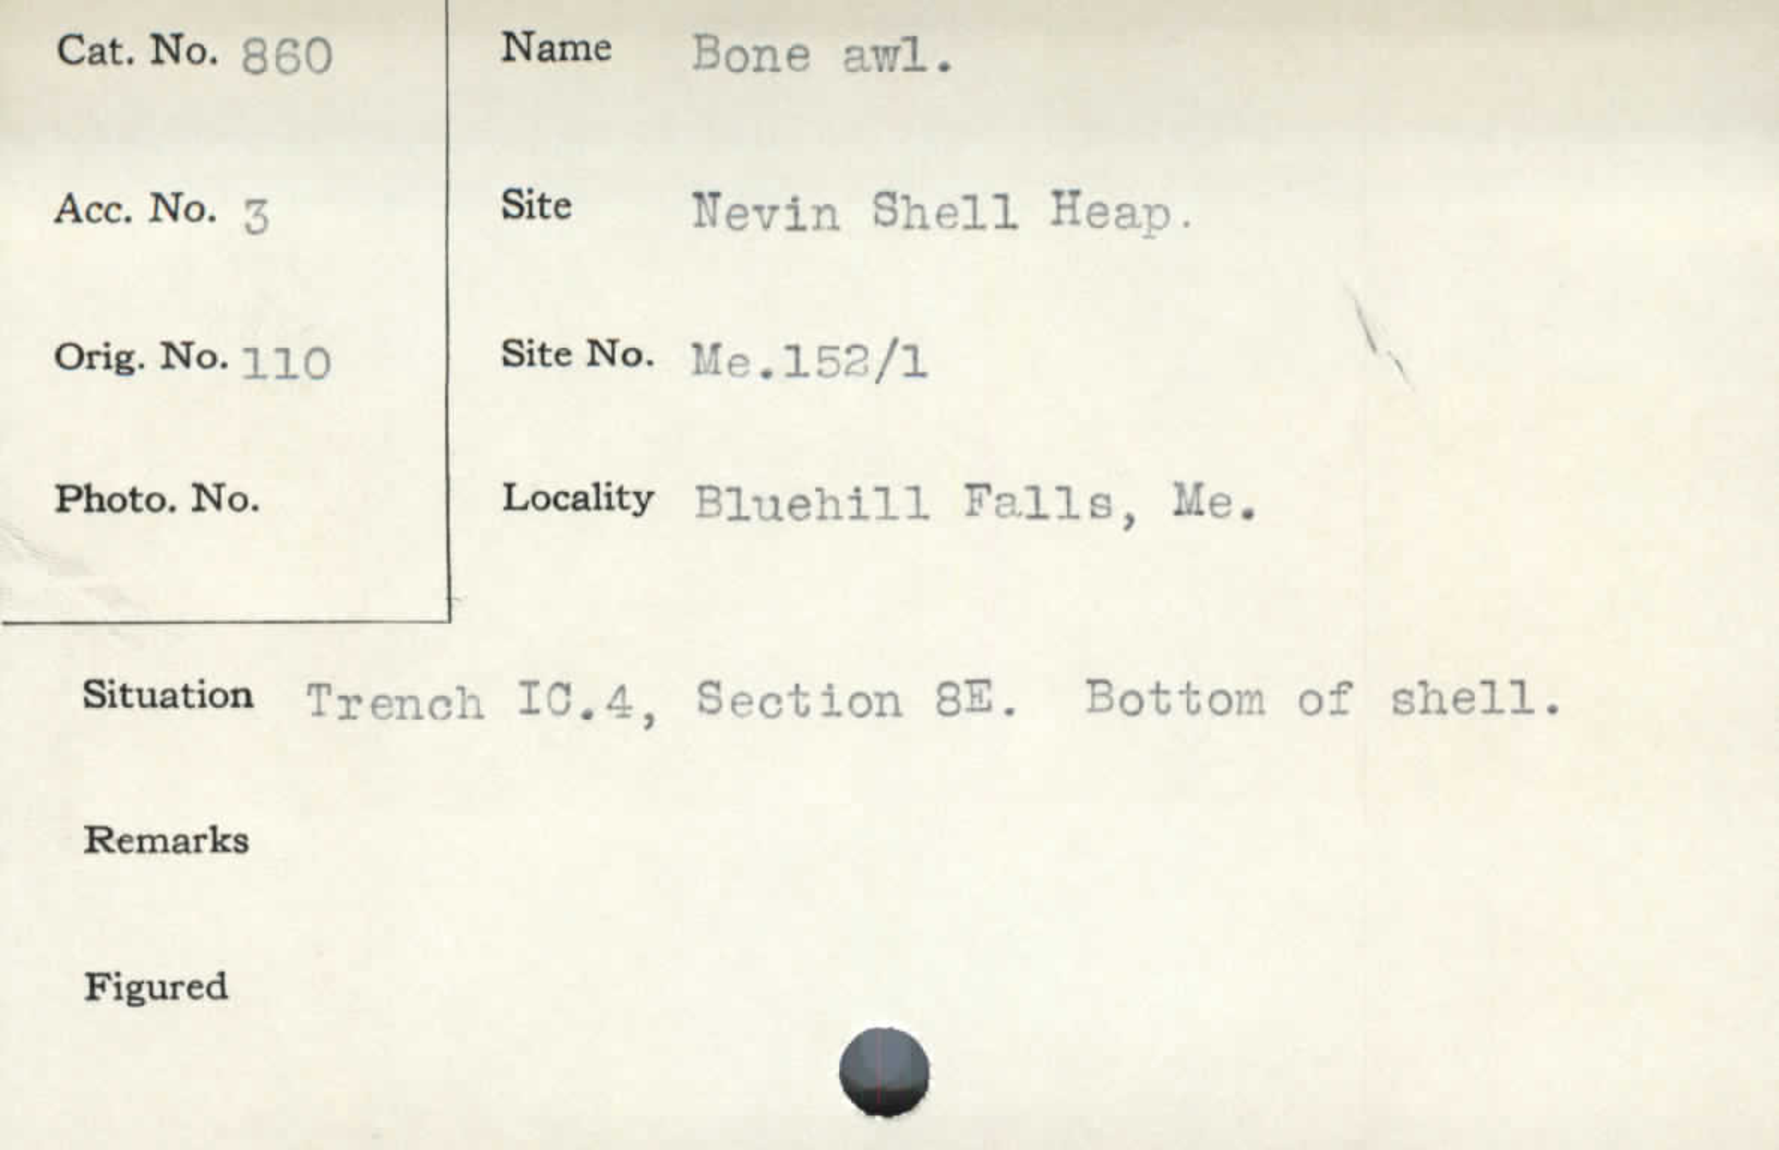 Cat. No. 860
Name Bone awl.
Acc. No. 3
Site Nevin Shell Heap.
Orig. No. 110
Site No. Me.152/1
Photo. No.
Locality Bluehill Falls, Me.
Situation Trench IC.4, Section 8E. Bottom of shell.
Remarks
Figured